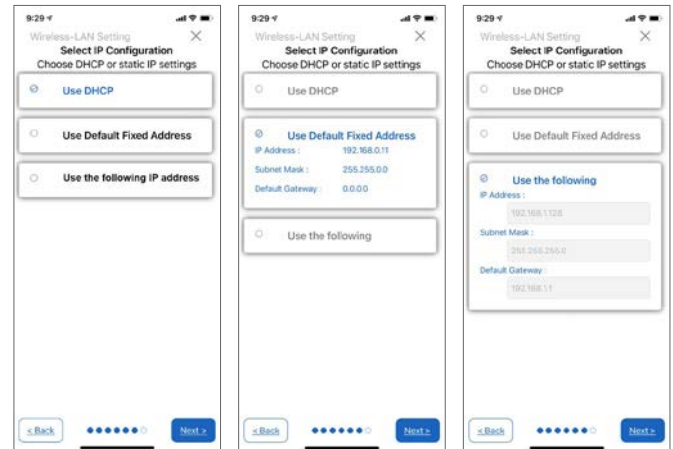 9:29
Wireless-LAN Setting
Select IP Configuration
Choose DHCP or static IP settings
Use DHCP
Use Default Fixed Address
Use the following IP address
< Back
Next >
9:29
Wireless-LAN Setting
Select IP Configuration
Choose DHCP or static IP settings
Use DHCP
Use Default Fixed Address
IP Address : 192.168.0.11
Subnet Mask : 255.255.0.0
Default Gateway : 0.0.0.0
Use the following
< Back
Next >
9:29
Wireless-LAN Setting
Select IP Configuration
Choose DHCP or static IP settings
Use DHCP
Use Default Fixed Address
Use the following
IP Address :
192.168.1.128
Subnet Mask :
255.255.255.0
Default Gateway :
192.168.1.1
< Back
Next >